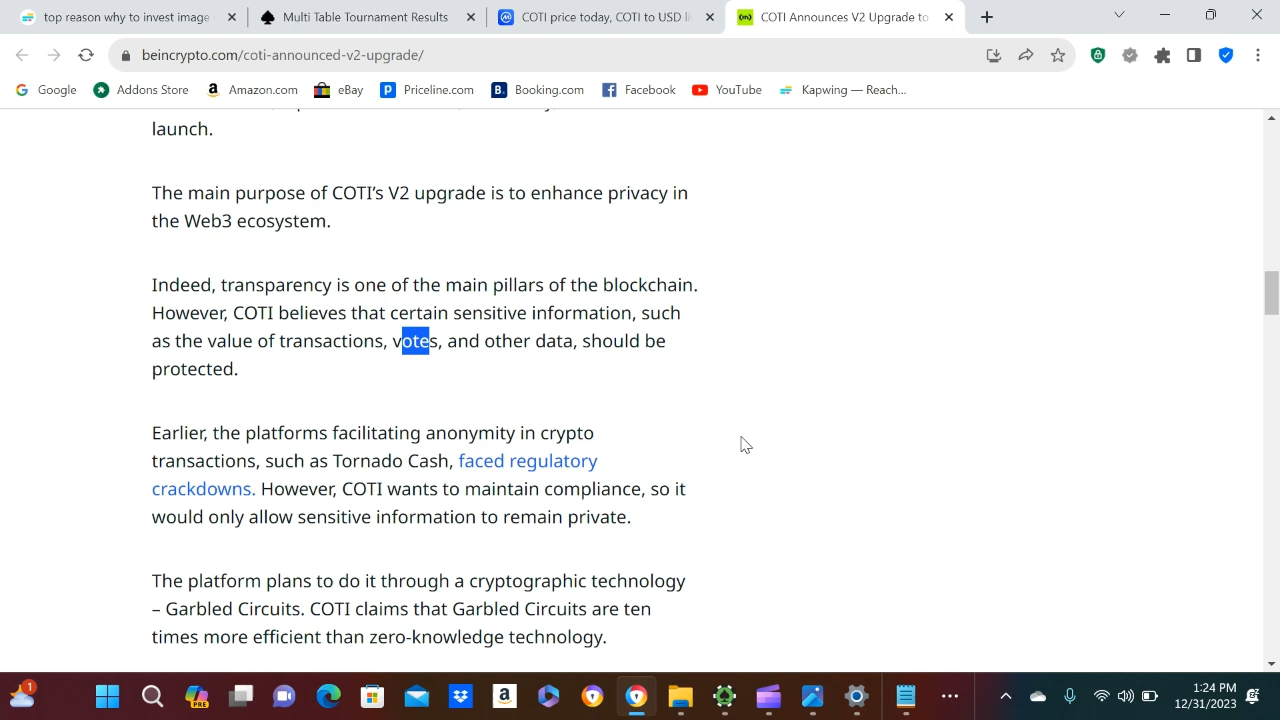 top reason why to invest image
Multi Table Tournament Results
COTI price today, COTI to USD li
COTI Announces V2 Upgrade to
beincrypto.com/coti-announced-v2-upgrade/
Google
Addons Store
Amazon.com
eBay
Priceline.com
Booking.com
Facebook
YouTube
Kapwing — Reach...
launch.
The main purpose of COTI’s V2 upgrade is to enhance privacy in
the Web3 ecosystem.
Indeed, transparency is one of the main pillars of the blockchain.
However, COTI believes that certain sensitive information, such
as the value of transactions, votes, and other data, should be
protected.
Earlier, the platforms facilitating anonymity in crypto
transactions, such as Tornado Cash, faced regulatory
crackdowns. However, COTI wants to maintain compliance, so it
would only allow sensitive information to remain private.
The platform plans to do it through a cryptographic technology
– Garbled Circuits. COTI claims that Garbled Circuits are ten
times more efficient than zero-knowledge technology.
1
PRE
1:24 PM
12/31/2023